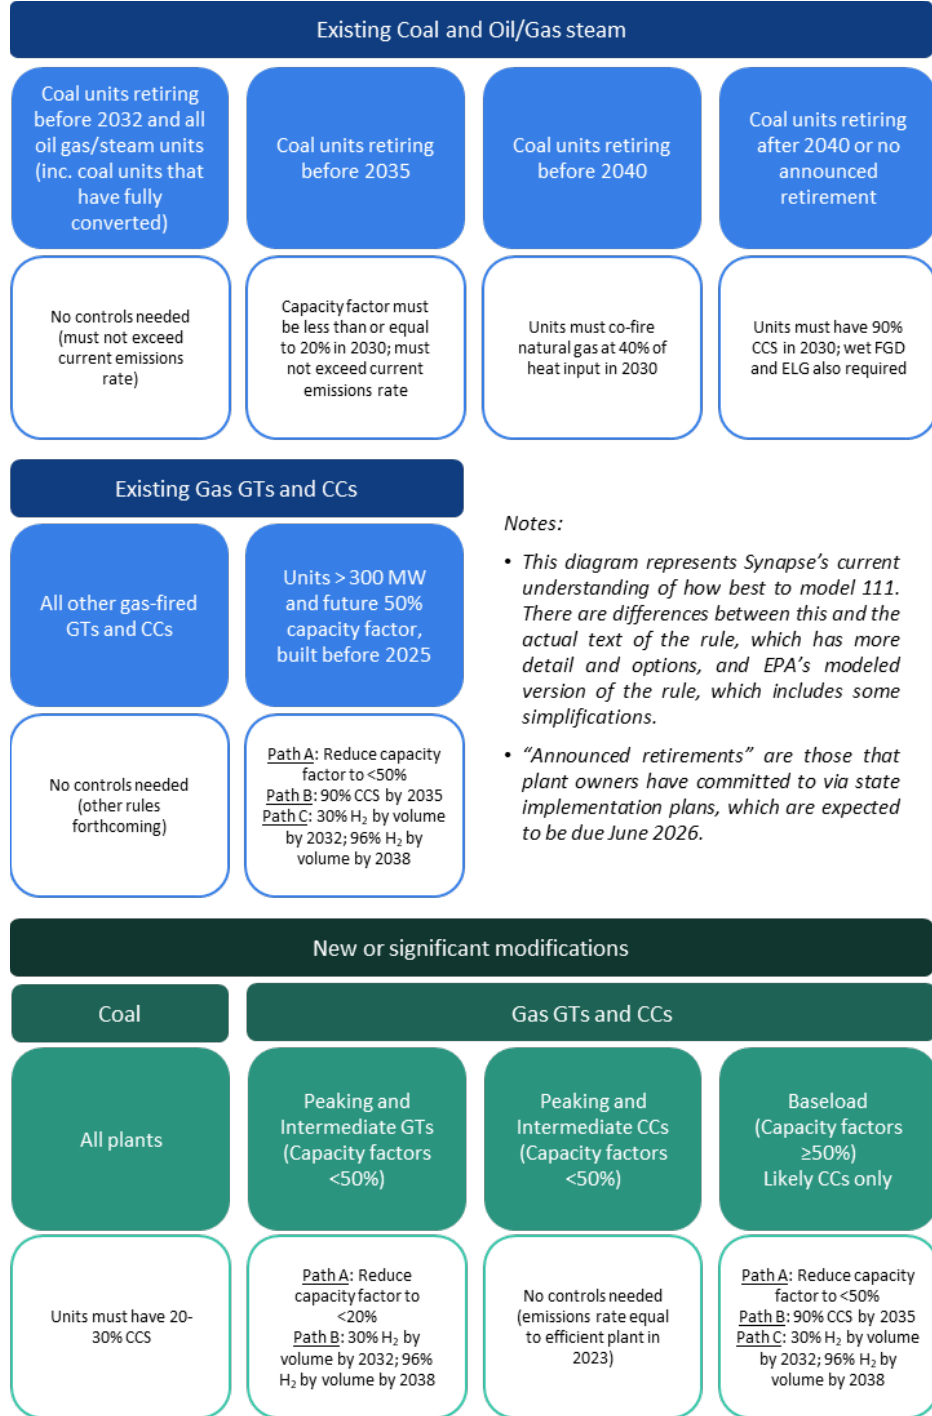 Existing Coal and Oil/Gas steam
Coal units retiring
before 2032 and all
oil gas/steam units
(inc. coal units that
have fully
converted)
Coal units retiring
before 2035
Coal units retiring
before 2040
Coal units retiring
after 2040 or no
announced
retirement
No controls needed
(must not exceed
current emissions
rate)
Capacity factor must
be less than or equal
to 20% in 2030; must
not exceed current
emissions rate
Units must co-fire
natural gas at 40% of
heat input in 2030
Units must have 90%
CCS in 2030; wet FGD
and ELG also required
Existing Gas GTs and CCs
All other gas-fired
GTs and CCs
Units > 300 MW
and future 50%
capacity factor,
built before 2025
No controls needed
(other rules
forthcoming)
Path A: Reduce capacity
factor to <50%
Path B: 90% CCS by 2035
Path C: 30% H₂ by volume
by 2032; 96% H₂ by
volume by 2038
Notes:
• This diagram represents Synapse’s current
understanding of how best to model 111.
There are differences between this and the
actual text of the rule, which has more
detail and options, and EPA’s modeled
version of the rule, which includes some
simplifications.
• “Announced retirements” are those that
plant owners have committed to via state
implementation plans, which are expected
to be due June 2026.
New or significant modifications
Coal
Gas GTs and CCs
All plants
Peaking and
Intermediate GTs
(Capacity factors
<50%)
Peaking and
Intermediate CCs
(Capacity factors
<50%)
Baseload
(Capacity factors
≥50%)
Likely CCs only
Units must have 20-
30% CCS
Path A: Reduce
capacity factor to
<20%
Path B: 30% H₂ by
volume by 2032; 96%
H₂ by volume by 2038
No controls needed
(emissions rate equal
to efficient plant in
2023)
Path A: Reduce capacity
factor to <50%
Path B: 90% CCS by 2035
Path C: 30% H₂ by volume
by 2032; 96% H₂ by
volume by 2038